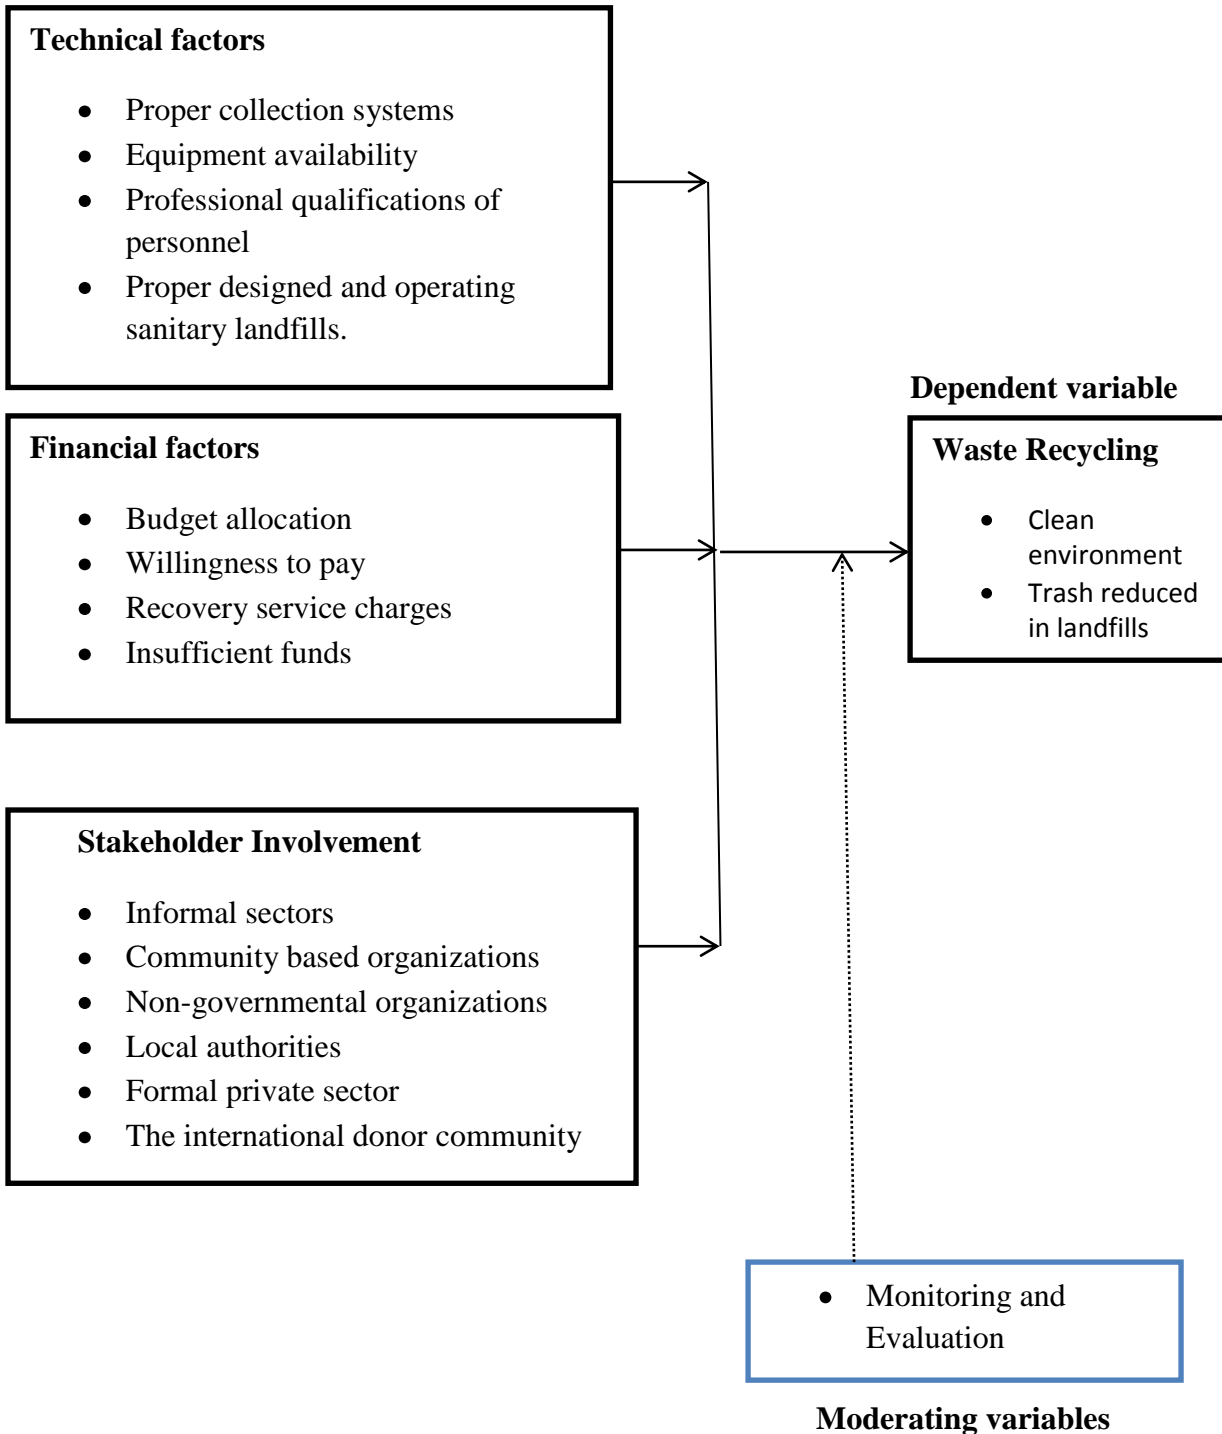 Technical factors
• Proper collection systems
• Equipment availability
• Professional qualifications of
personnel
• Proper designed and operating
sanitary landfills.
Financial factors
• Budget allocation
• Willingness to pay
• Recovery service charges
• Insufficient funds
Stakeholder Involvement
• Informal sectors
• Community based organizations
• Non-governmental organizations
• Local authorities
• Formal private sector
• The international donor community
Dependent variable
Waste Recycling
• Clean
environment
• Trash reduced
in landfills
• Monitoring and
Evaluation
Moderating variables